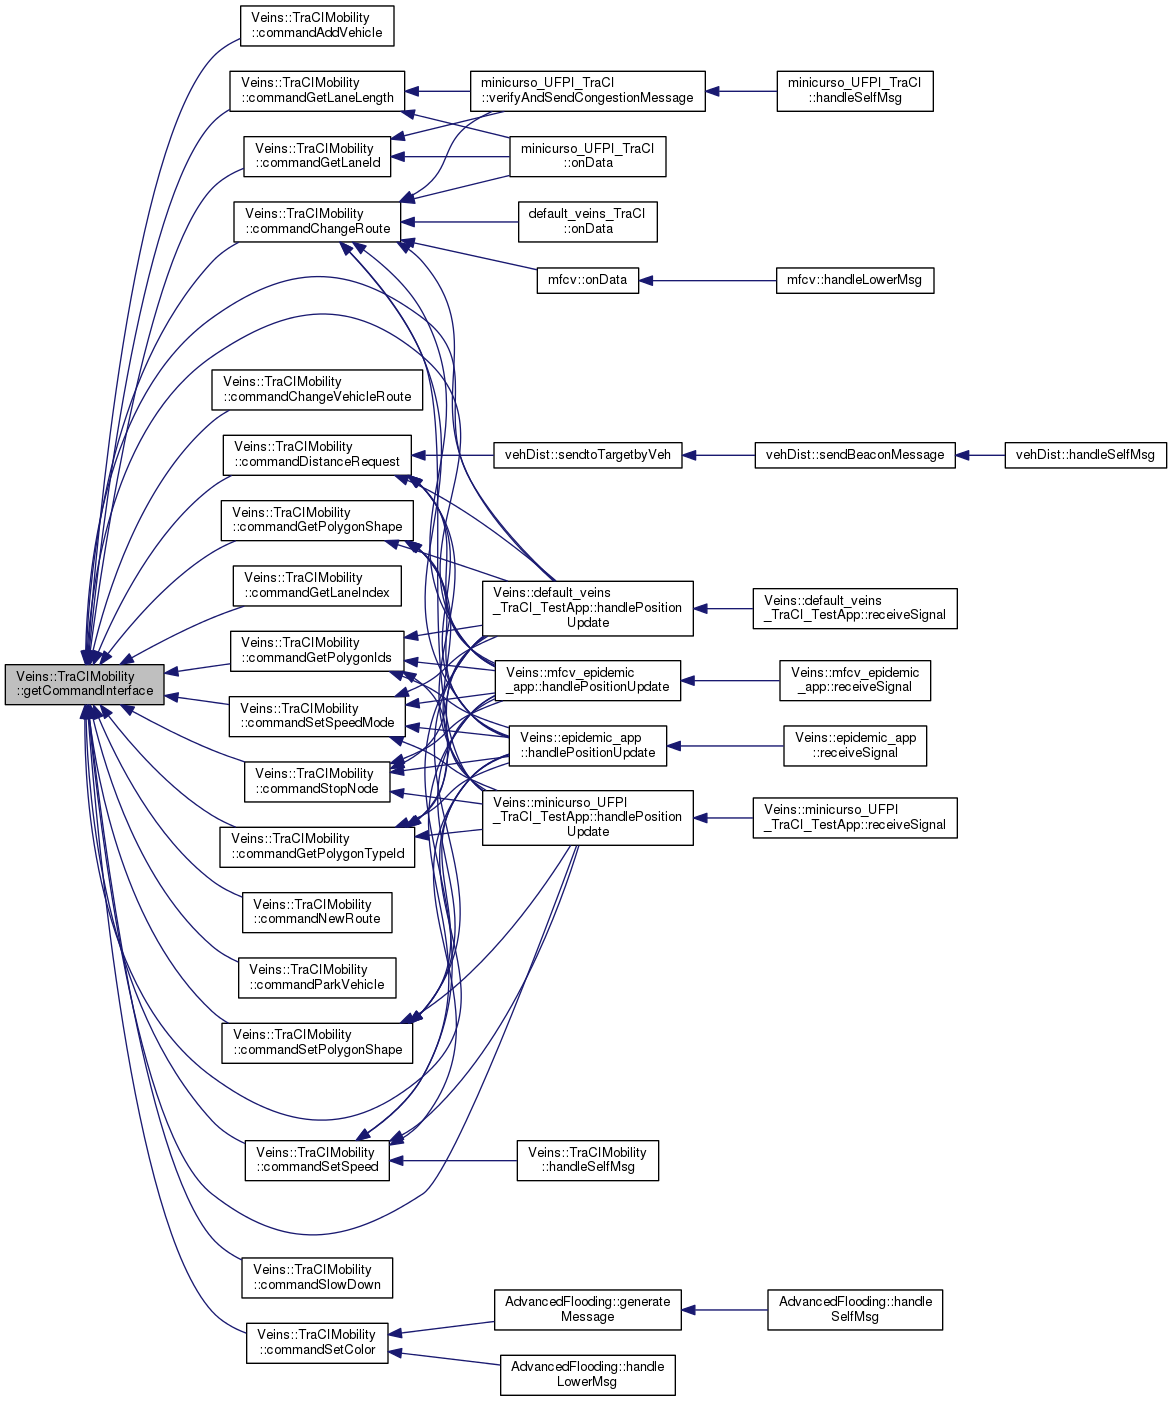 Veins::TraCIMobility
::commandAddVehicle
Veins::TraCIMobility
::commandGetLaneLength
minicurso_UFPI_TraCI
::verifyAndSendCongestionMessage
minicurso_UFPI_TraCI
::handleSelfMsg
Veins::TraCIMobility
::commandGetLaneId
minicurso_UFPI_TraCI
::onData
Veins::TraCIMobility
::commandChangeRoute
default_veins_TraCI
::onData
mfcv::onData
mfcv::handleLowerMsg
Veins::TraCIMobility
::commandChangeVehicleRoute
Veins::TraCIMobility
::commandDistanceRequest
vehDist::sendtoTargetbyVeh
vehDist::sendBeaconMessage
vehDist::handleSelfMsg
Veins::TraCIMobility
::commandGetPolygonShape
Veins::TraCIMobility
::commandGetLaneIndex
Veins::default_veins
_TraCI_TestApp::handlePosition
Update
Veins::default_veins
_TraCI_TestApp::receiveSignal
Veins::TraCIMobility
::commandGetPolygonIds
Veins::TraCIMobility
::getCommandInterface
Veins::mfcv_epidemic
_app::handlePositionUpdate
Veins::mfcv_epidemic
_app::receiveSignal
Veins::TraCIMobility
::commandSetSpeedMode
Veins::epidemic_app
::handlePositionUpdate
Veins::epidemic_app
::receiveSignal
Veins::TraCIMobility
::commandStopNode
Veins::minicurso_UFPI
_TraCI_TestApp::handlePosition
Update
Veins::minicurso_UFPI
_TraCI_TestApp::receiveSignal
Veins::TraCIMobility
::commandGetPolygonTypeId
Veins::TraCIMobility
::commandNewRoute
Veins::TraCIMobility
::commandParkVehicle
Veins::TraCIMobility
::commandSetPolygonShape
Veins::TraCIMobility
::commandSetSpeed
Veins::TraCIMobility
::handleSelfMsg
Veins::TraCIMobility
::commandSlowDown
Veins::TraCIMobility
::commandSetColor
AdvancedFlooding::generate
Message
AdvancedFlooding::handle
SelfMsg
AdvancedFlooding::handle
LowerMsg